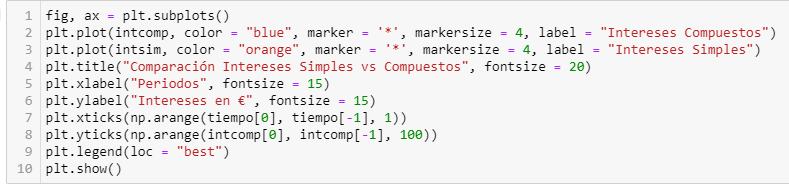 1 fig, ax = plt.subplots()
2 plt.plot(intcomp, color = "blue", marker = '*', markersize = 4, label = "Intereses Compuestos")
3 plt.plot(intsim, color = "orange", marker = '*', markersize = 4, label = "Intereses Simples")
4 plt.title("Comparación Intereses Simples vs Compuestos", fontsize = 20)
5 plt.xlabel("Periodos", fontsize = 15)
6 plt.ylabel("Intereses en €", fontsize = 15)
7 plt.xticks(np.arange(tiempo[0], tiempo[-1], 1))
8 plt.yticks(np.arange(intcomp[0], intcomp[-1], 100))
9 plt.legend(loc = "best")
10 plt.show()